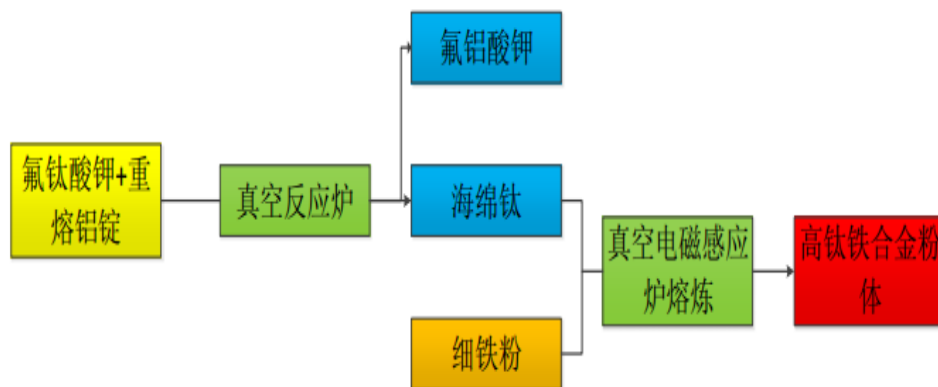 氟铝酸钾
氟钛酸钾+重
熔铝锭
真空反应炉
海绵钛
真空电磁感应
炉熔炼
高钛铁合金粉
体
细铁粉